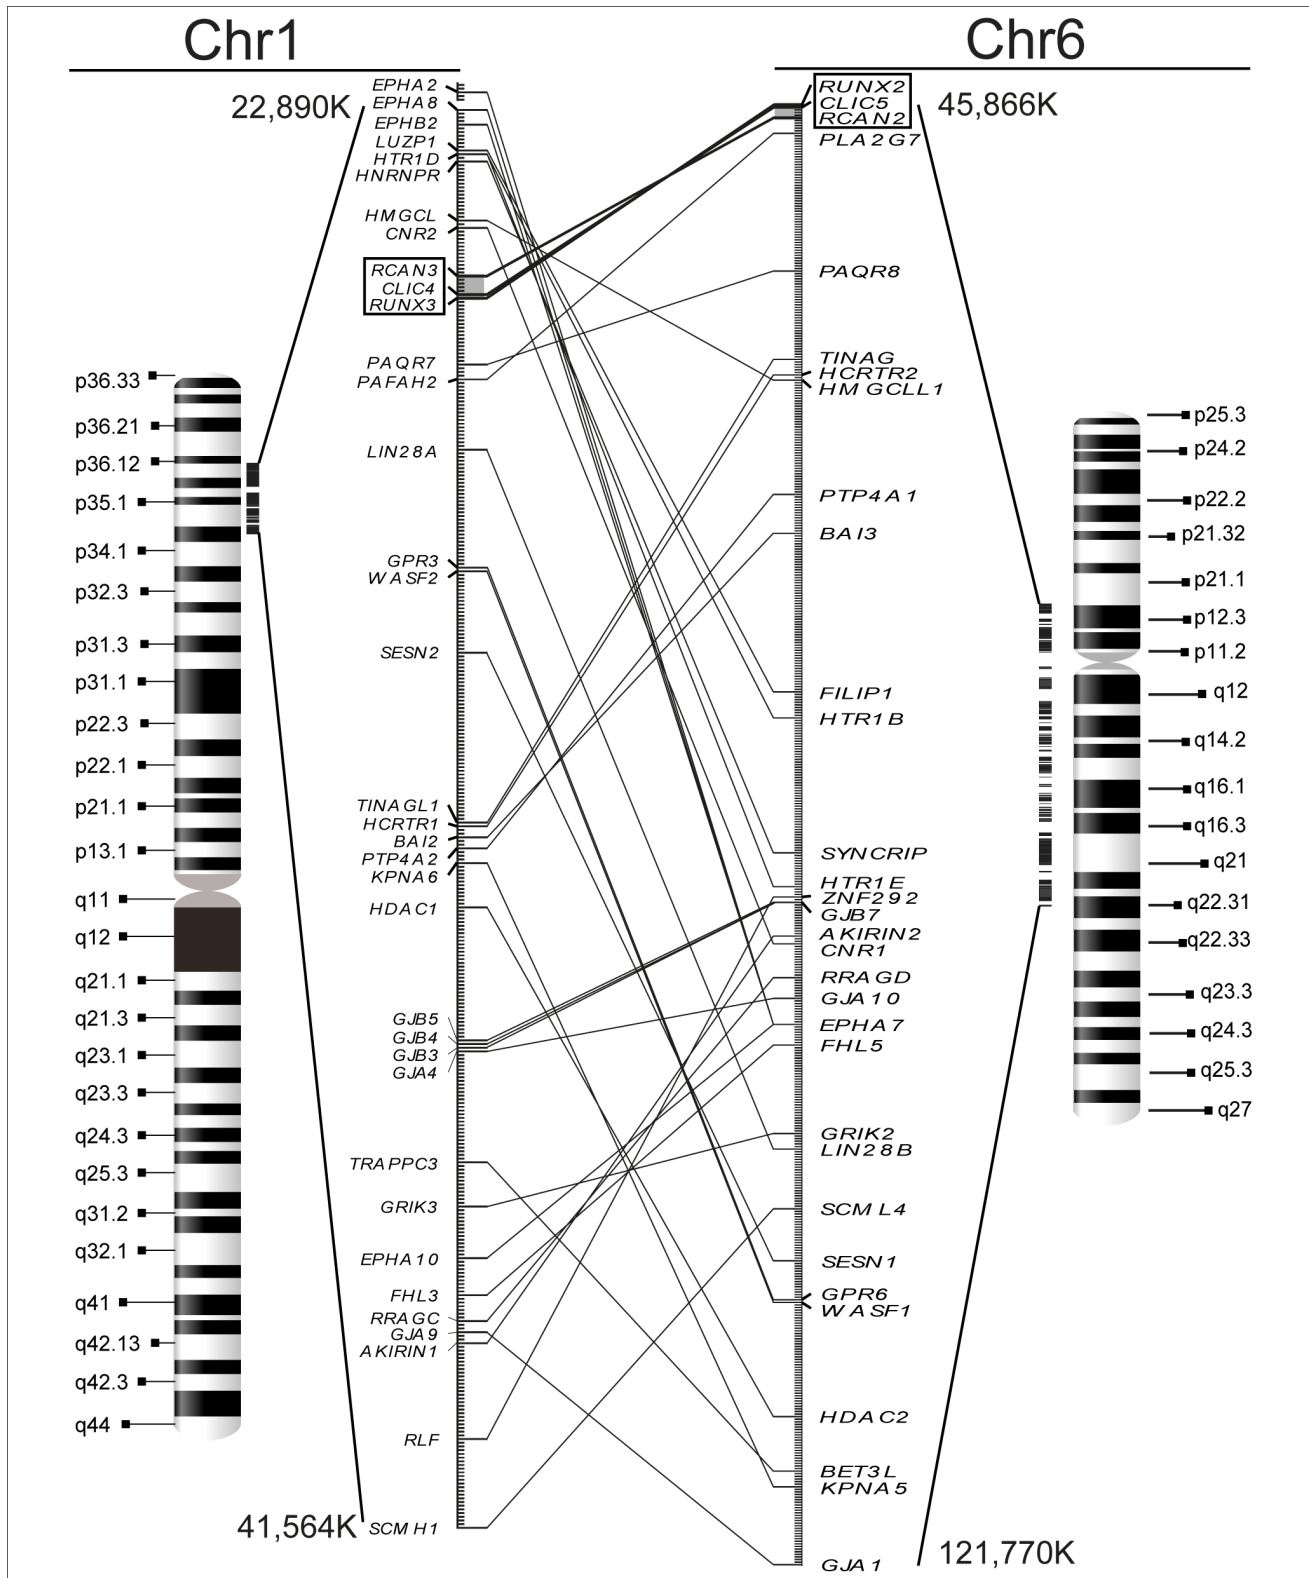 Chr1
Chr6
22,890K
45,866K
EPHA2
EPHA8
EPHB2
LUZP1
HTR1D
HNRNPR
HMGCL
CNR2
RCAN3
CLIC4
RUNX3
PAQR7
PAFAH2
LIN28A
GPR3
WASF2
SESN2
TINAGL1
HCRTR1
BAI2
PTP4A2
KPNA6
HDAC1
GJB5
GJB4
GJB3
GJA4
TRAPPC3
GRIK3
EPHA10
FHL3
RRAGC
GJA9
AKIRIN1
RLF
SCMH1
41,564K
RUNX2
CLIC5
RCAN2
PLA2G7
PAQR8
TINAG
HCRTR2
HMGCLL1
PTP4A1
BAI3
FILIP1
HTR1B
SYNCRIP
HTR1E
ZNF292
GJB7
AKIRIN2
CNR1
RRAGD
GJA10
EPHA7
FHL5
GRIK2
LIN28B
SCML4
SESN1
GPR6
WASF1
HDAC2
BET3L
KPNA5
GJA1
121,770K
p36.33
p36.21
p36.12
p35.1
p34.1
p32.3
p31.3
p31.1
p22.3
p22.1
p21.1
p13.1
q11
q12
q21.1
q21.3
q23.1
q23.3
q24.3
q25.3
q31.2
q32.1
q41
q42.13
q42.3
q44
p25.3
p24.2
p22.2
p21.32
p21.1
p12.3
p11.2
q12
q14.2
q16.1
q16.3
q21
q22.31
q22.33
q23.3
q24.3
q25.3
q27